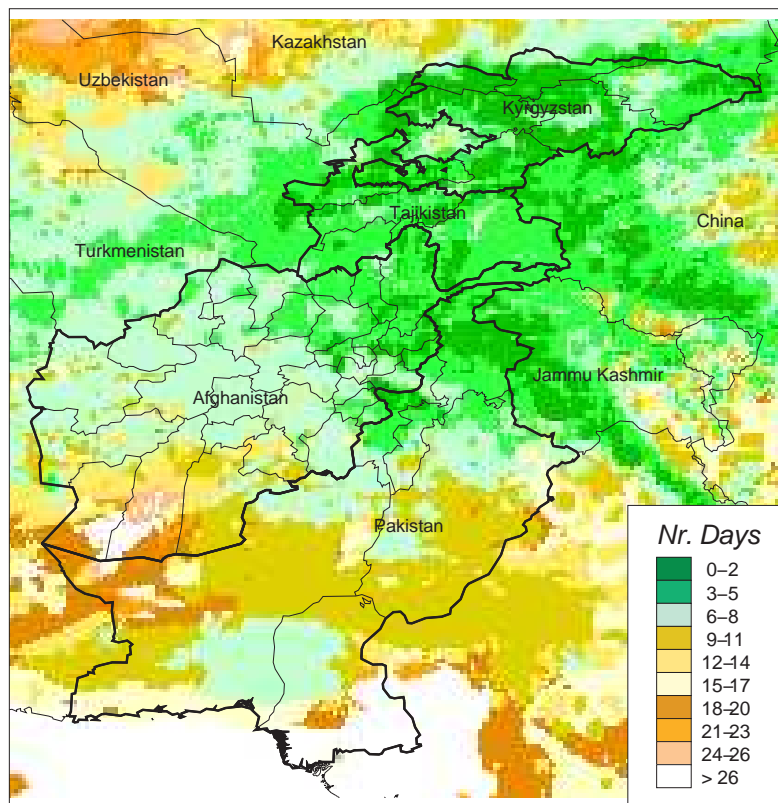 Kazakhstan
Uzbekistan
Kyrgyzstan
Tajikistan
China
Turkmenistan
Jammu Kashmir
Afghanistan
Pakistan
Nr. Days
0–2
3–5
6–8
9–11
12–14
15–17
18–20
21–23
24–26
> 26